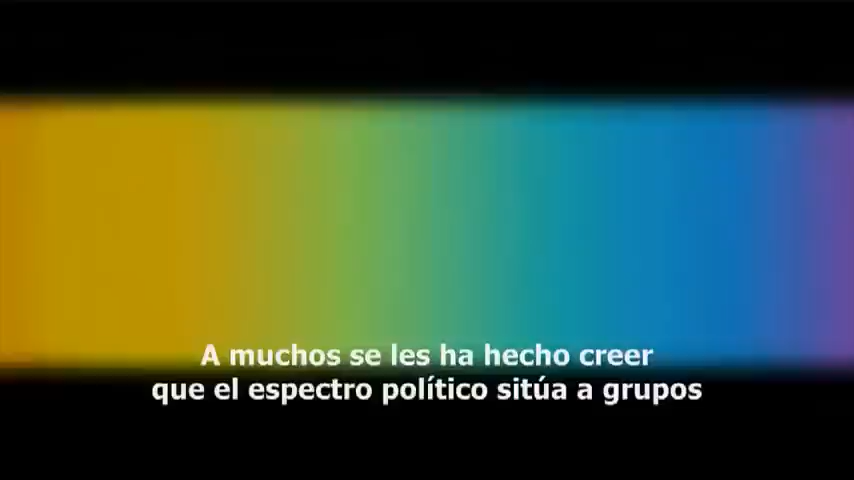 A muchos se les ha hecho creer
que el espectro político sitúa a grupos